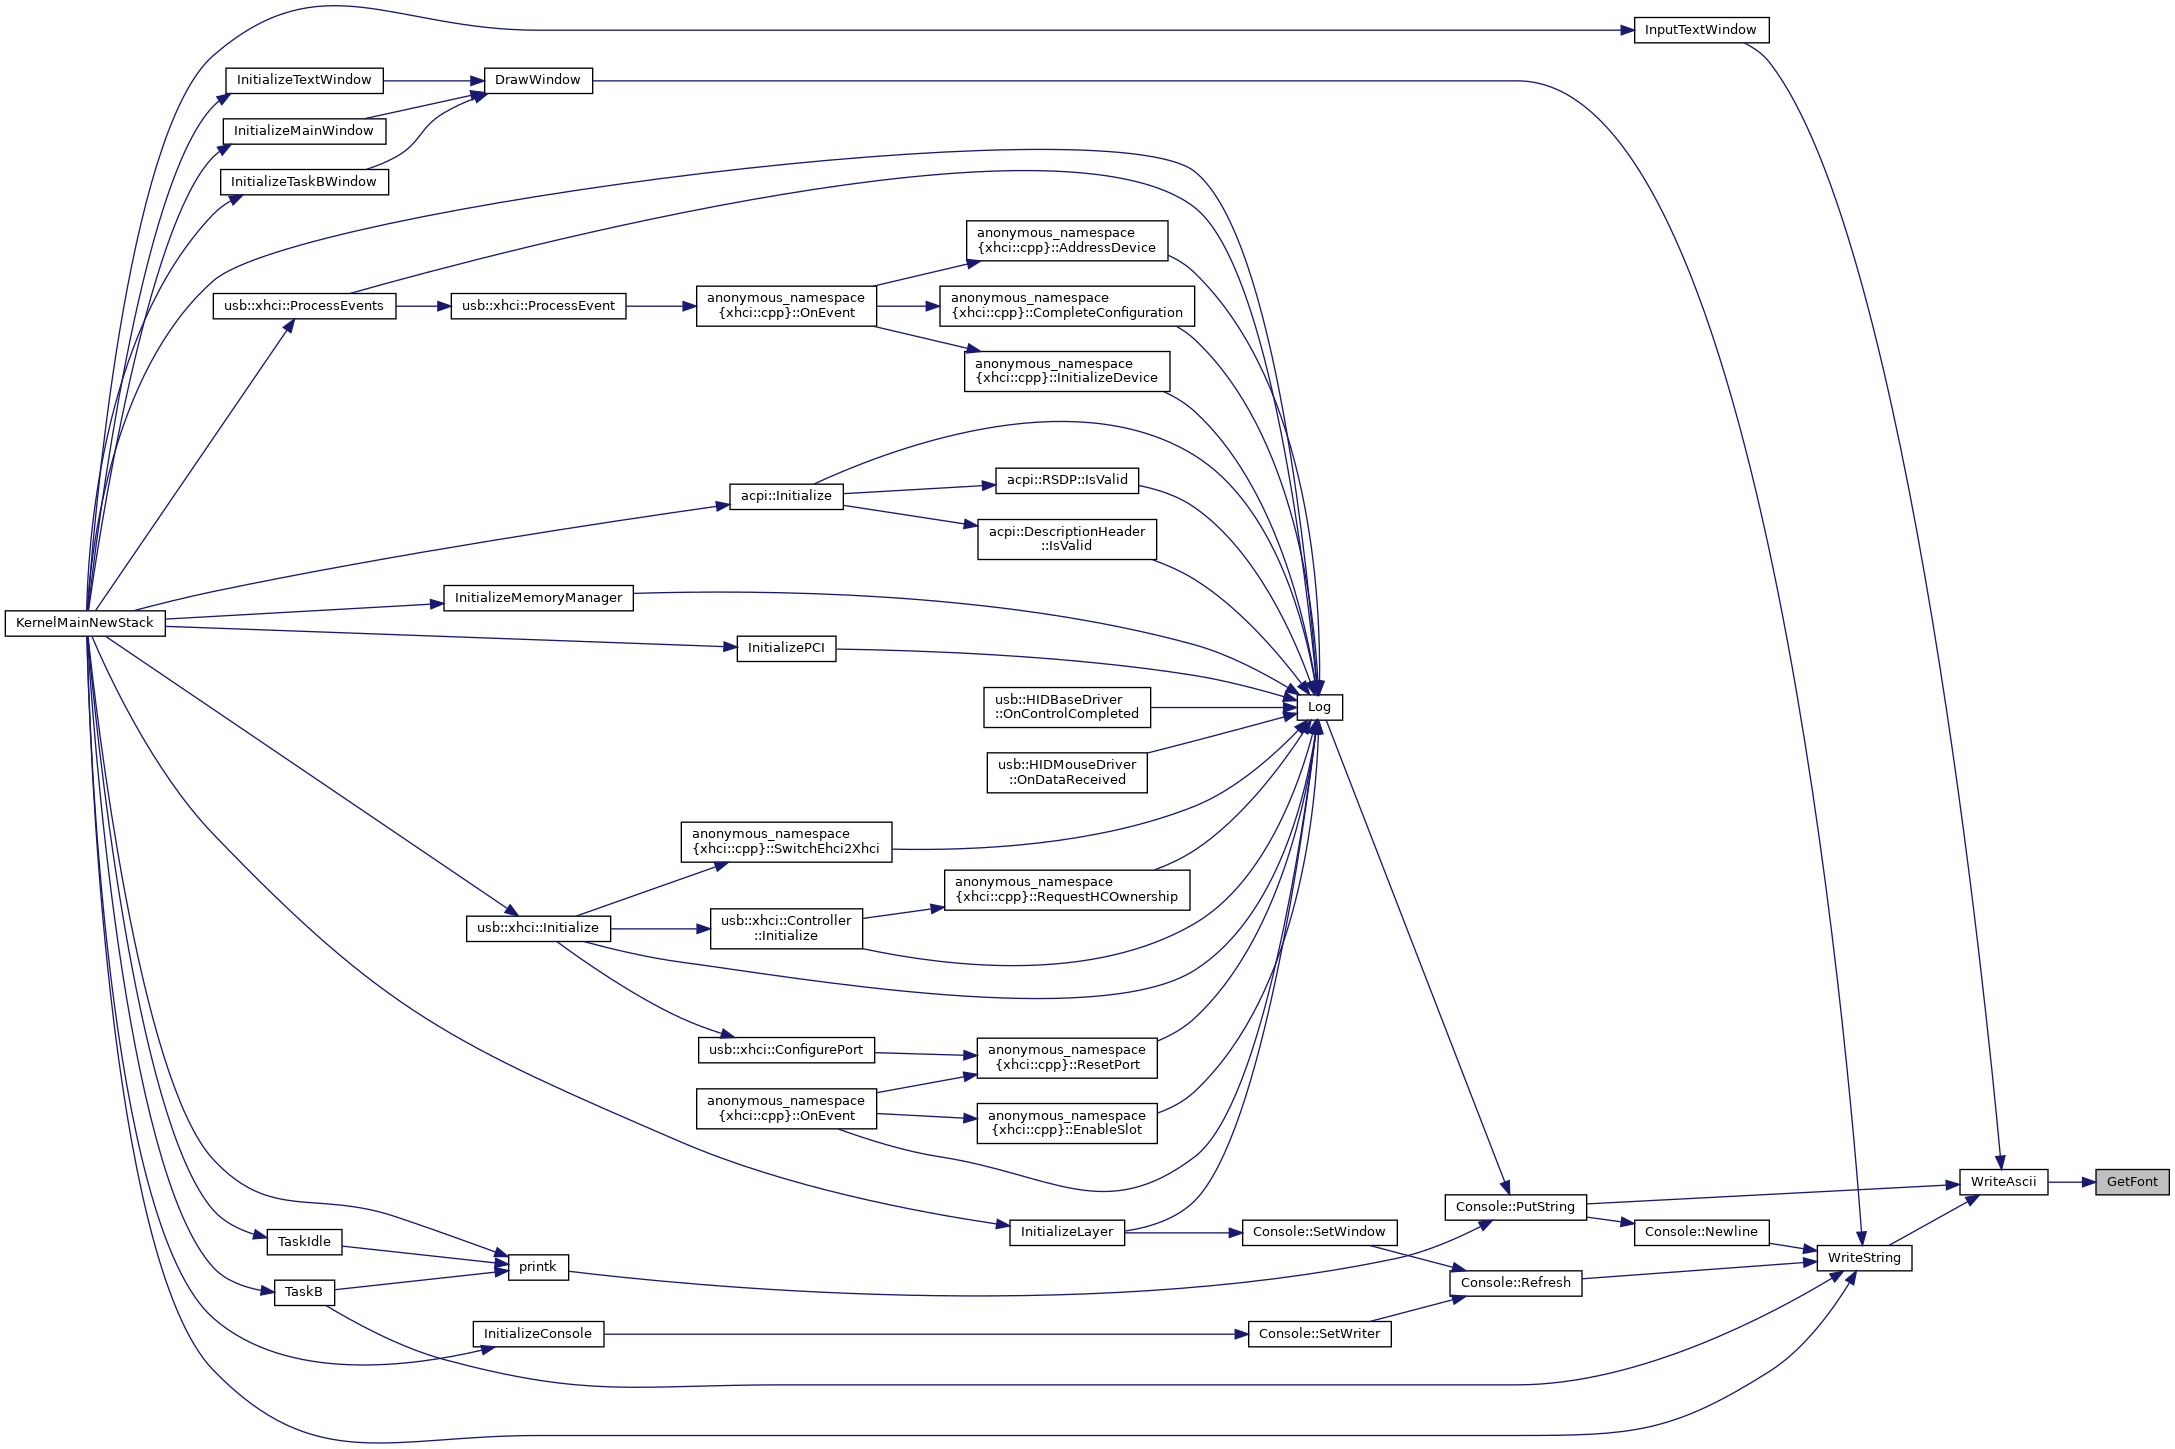 InputTextWindow
InitializeTextWindow
DrawWindow
InitializeMainWindow
InitializeTaskBWindow
anonymous_namespace
{xhci::cpp}::AddressDevice
usb::xhci::ProcessEvents
usb::xhci::ProcessEvent
anonymous_namespace
{xhci::cpp}::OnEvent
anonymous_namespace
{xhci::cpp}::CompleteConfiguration
anonymous_namespace
{xhci::cpp}::InitializeDevice
acpi::Initialize
acpi::RSDP::IsValid
acpi::DescriptionHeader
::IsValid
InitializeMemoryManager
KernelMainNewStack
InitializePCI
usb::HIDBaseDriver
::OnControlCompleted
Log
usb::HIDMouseDriver
::OnDataReceived
anonymous_namespace
{xhci::cpp}::SwitchEhci2Xhci
anonymous_namespace
{xhci::cpp}::RequestHCOwnership
usb::xhci::Initialize
usb::xhci::Controller
::Initialize
usb::xhci::ConfigurePort
anonymous_namespace
{xhci::cpp}::ResetPort
anonymous_namespace
{xhci::cpp}::OnEvent
anonymous_namespace
{xhci::cpp}::EnableSlot
WriteAscii
GetFont
Console::PutString
InitializeLayer
Console::SetWindow
Console::Newline
TaskIdle
WriteString
printk
Console::Refresh
TaskB
InitializeConsole
Console::SetWriter